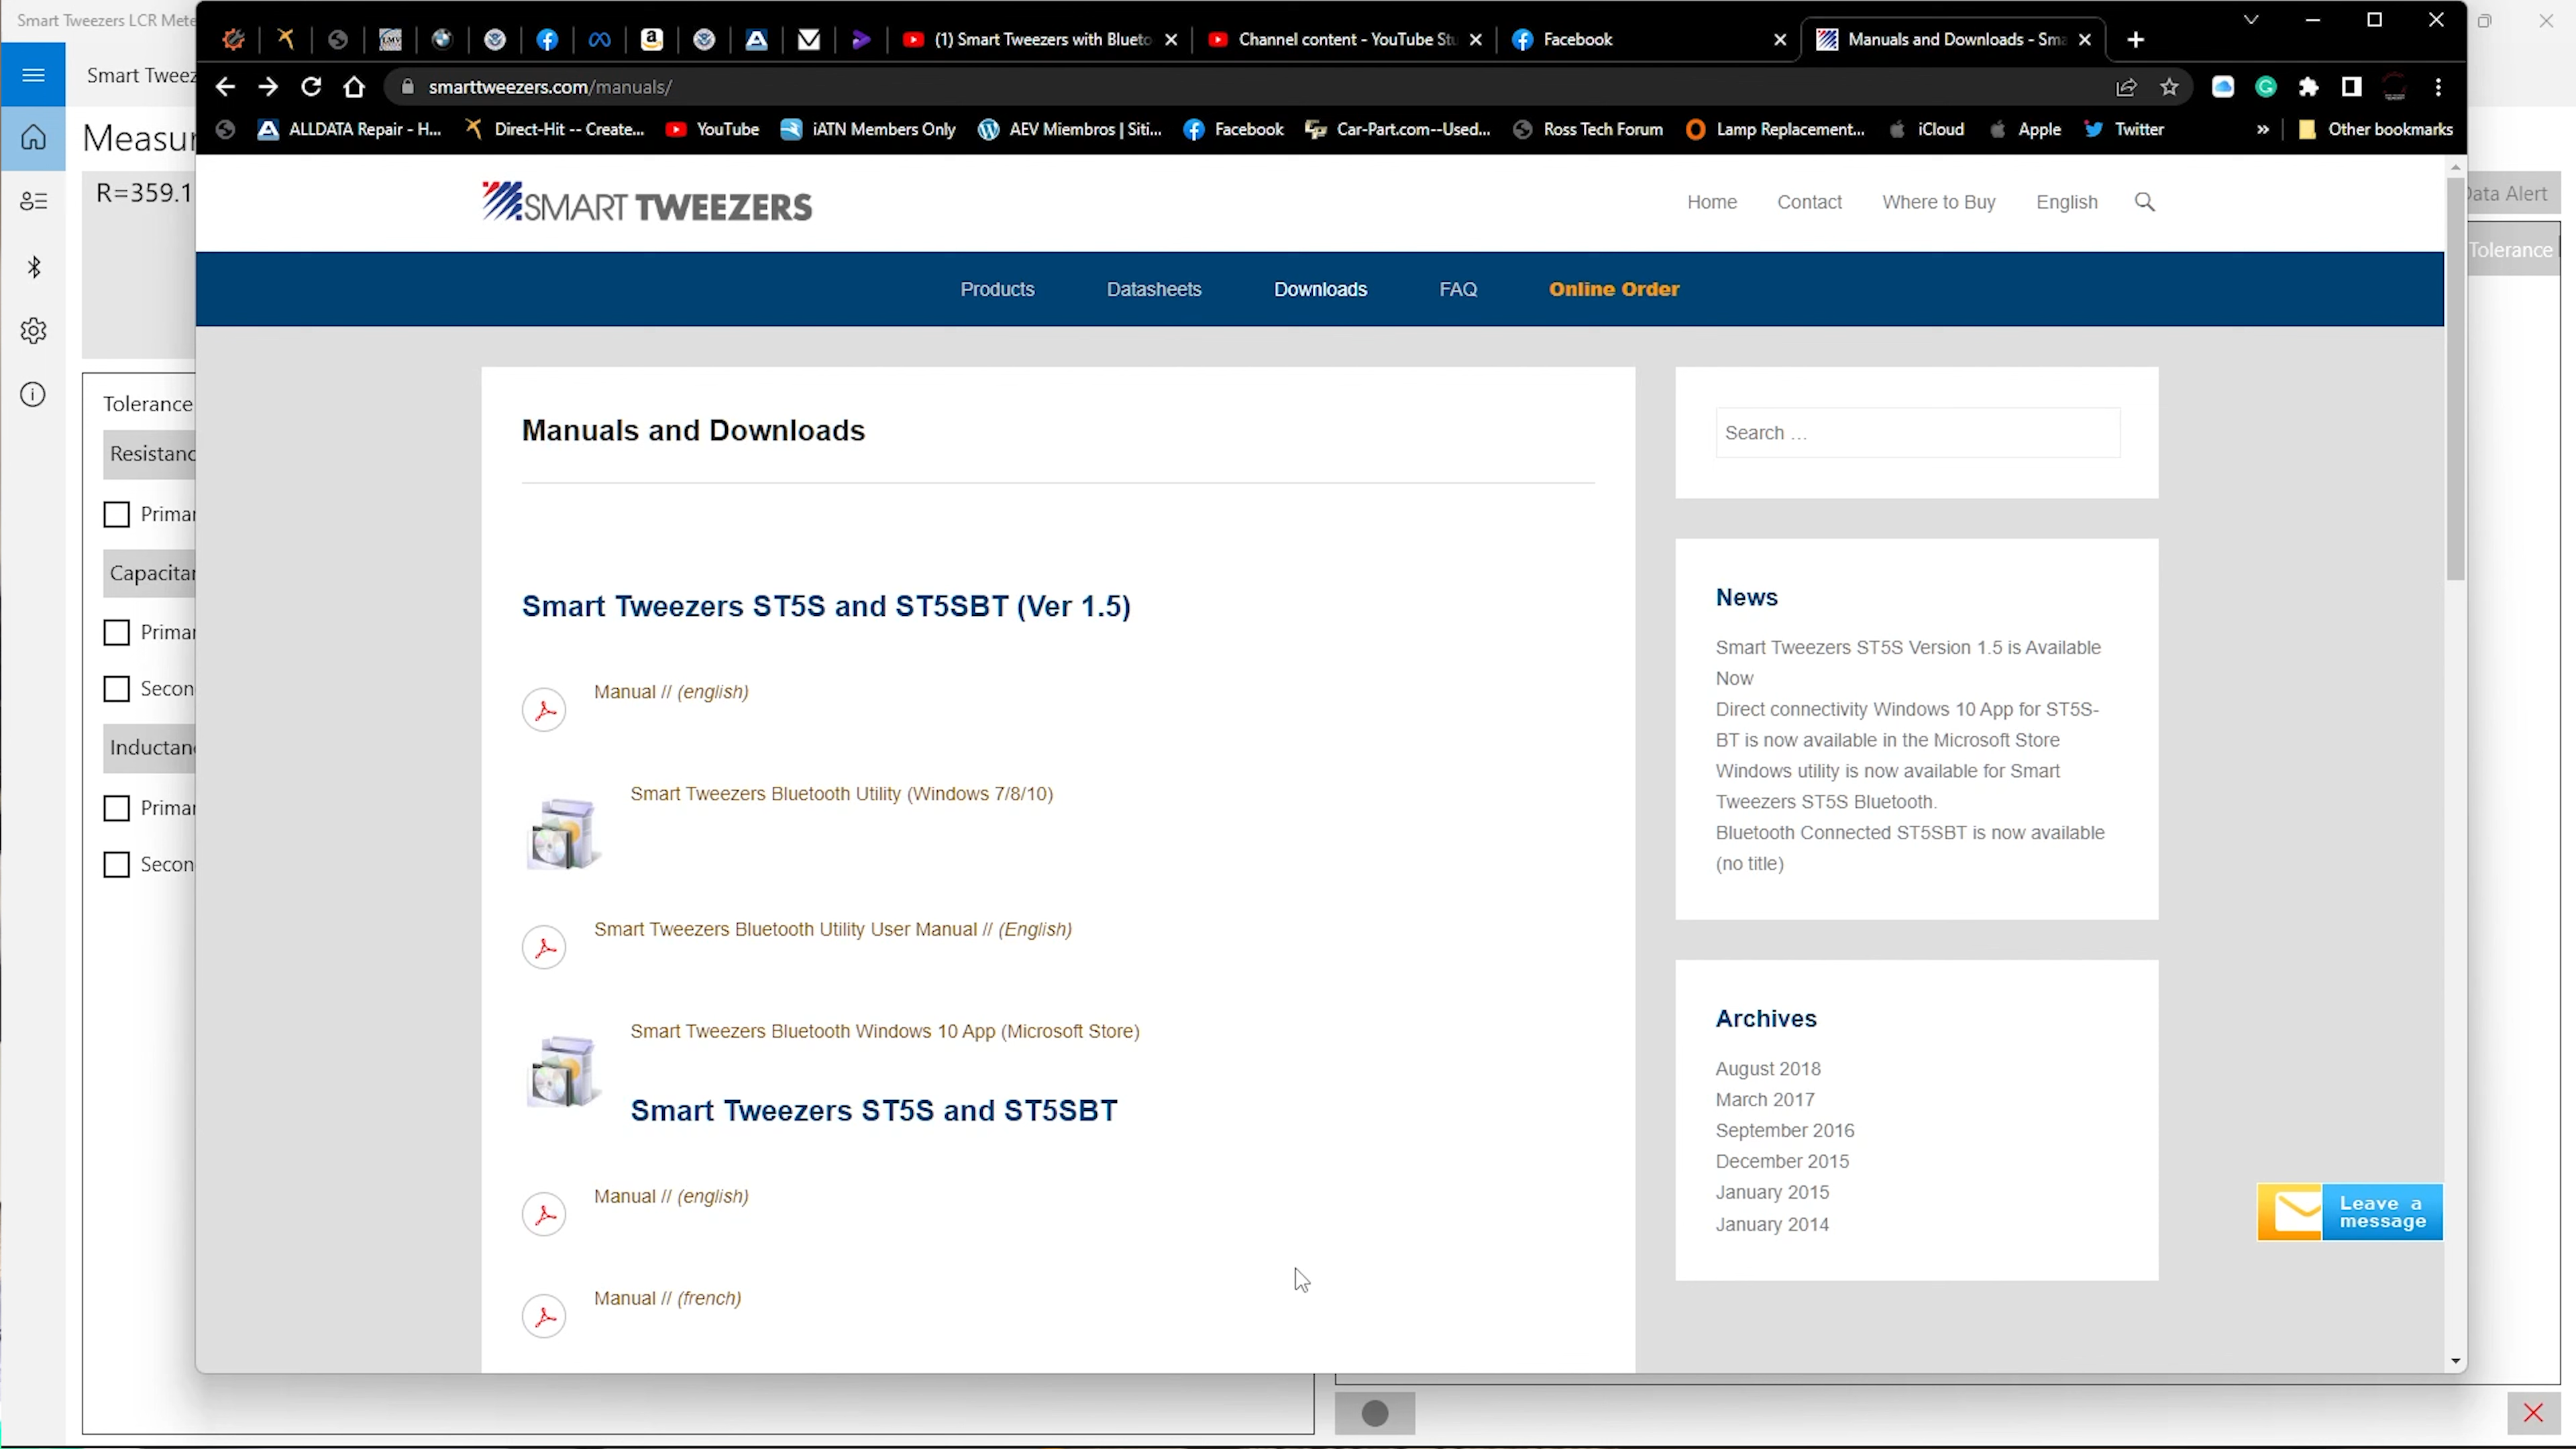 Smart Tweezers LCR Mete
(1) Smart Tweezers with Blueto
Channel content - YouTube Stu
Facebook
Manuals and Downloads - Sma
Smart Tweez
smarttweezers.com/manuals/
ALLDATA Repair - H...
Direct-Hit -- Create...
YouTube
iATN Members Only
AEV Miembros | Siti...
Facebook
Car-Part.com--Used...
Ross Tech Forum
Lamp Replacement...
iCloud
Apple
Twitter
»
Other bookmarks
Measur
R=359.1
Data Alert
Tolerance
SMART TWEEZERS
Home
Contact
Where to Buy
English
Products
Datasheets
Downloads
FAQ
Online Order
Tolerance
Resistanc
Primar
Capacitar
Primar
Secon
Inductan
Primar
Secon
Manuals and Downloads
Smart Tweezers ST5S and ST5SBT (Ver 1.5)
Manual // (english)
Smart Tweezers Bluetooth Utility (Windows 7/8/10)
Smart Tweezers Bluetooth Utility User Manual // (English)
Smart Tweezers Bluetooth Windows 10 App (Microsoft Store)
Smart Tweezers ST5S and ST5SBT
Manual // (english)
Manual // (french)
Search …
News
Smart Tweezers ST5S Version 1.5 is Available
Now
Direct connectivity Windows 10 App for ST5S-
BT is now available in the Microsoft Store
Windows utility is now available for Smart
Tweezers ST5S Bluetooth.
Bluetooth Connected ST5SBT is now available
(no title)
Archives
August 2018
March 2017
September 2016
December 2015
January 2015
January 2014
Leave a
message